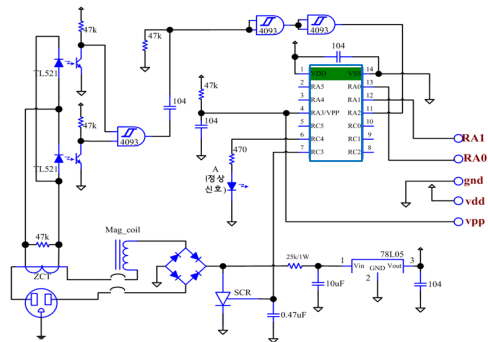 47k
4093
4093
4093
TL521
47k
104
104
1 VDD VSS 14
2 RA5 RA0 13
3 RA4 RA1 12
4 RA3/VPP RA2 11
5 RC5 RC0 10
6 RC4 RC1 9
7 RC3 RC2 8
47k
47k
104
4093
TL521
RA1
RA0
470
A
(정상
신호)
gnd
vdd
vpp
47k
Mag_coil
ZCT
25k/1W
1 Vin 78L05 Vout 3
GND
2
SCR
10uF
104
0.47uF